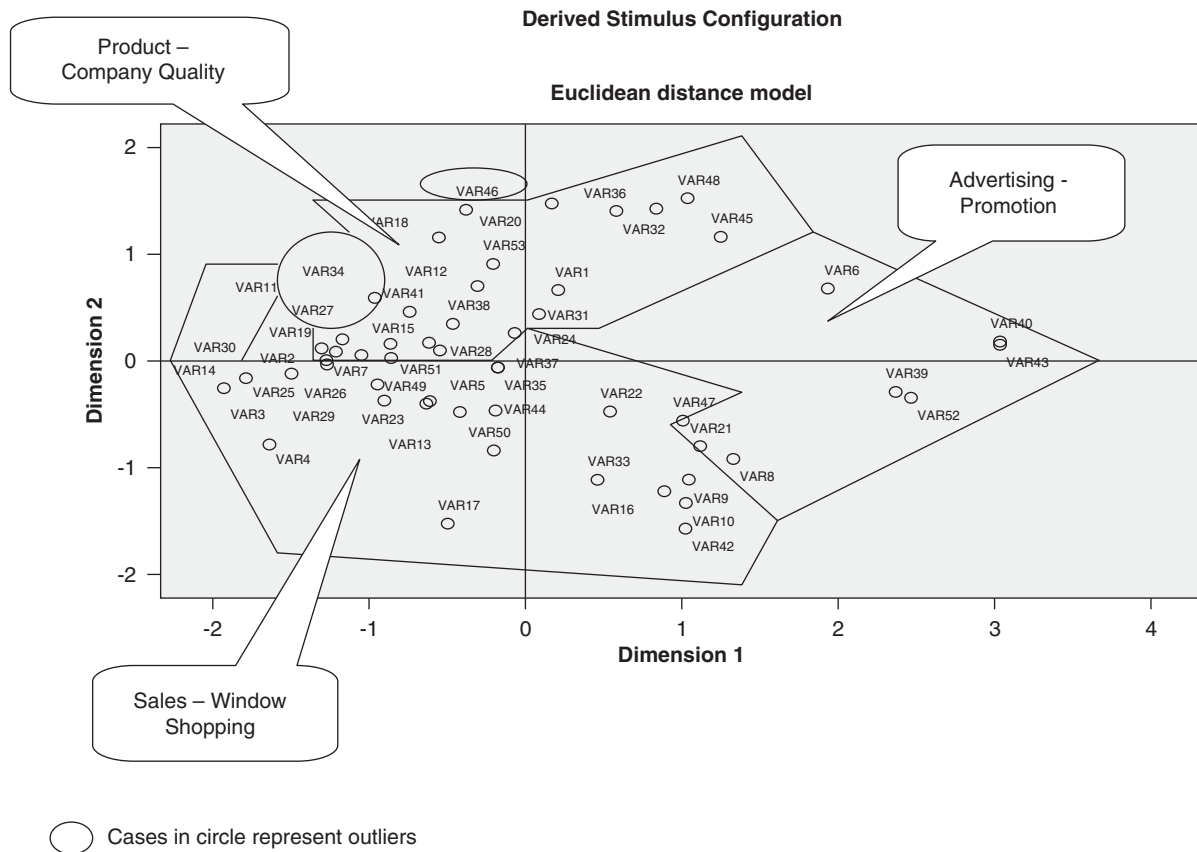 Derived Stimulus Configuration
Product –
Company Quality
Euclidean distance model
Advertising -
Promotion
2
VAR46
VAR36
VAR48
VAR18
VAR20
VAR32
VAR45
VAR53
1
VAR34
VAR12
VAR1
VAR6
VAR11
VAR41
VAR27
VAR38
VAR31
VAR40
VAR19
VAR15
VAR24
VAR30
VAR2
VAR28
VAR43
0
VAR14
VAR7
VAR51
VAR37
VAR39
VAR25
VAR26
VAR49
VAR5
VAR35
VAR22
VAR47
VAR52
VAR3
VAR29
VAR23
VAR44
VAR21
VAR13
VAR50
VAR4
-1
VAR33
VAR8
VAR17
VAR16
VAR9
VAR10
VAR42
-2
Dimension 2
-2 -1 0 1 2 3 4
Dimension 1
Sales – Window
Shopping
Cases in circle represent outliers